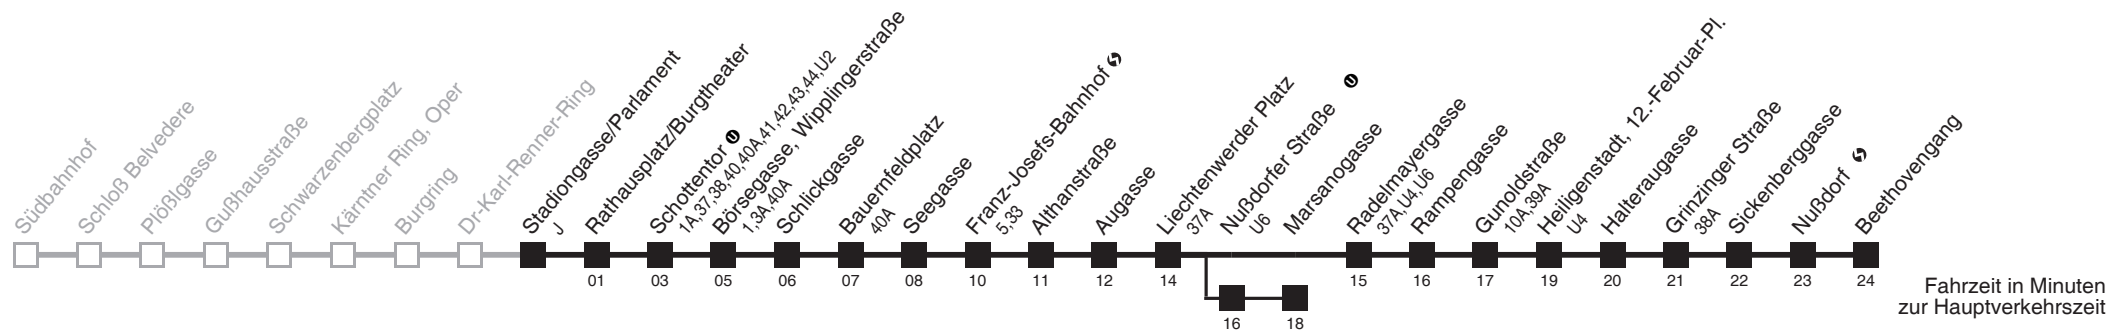 Südbahnhof
Schloß Belvedere
Plößlgasse
Gußhausstraße
Schwarzenbergplatz
Kärntner Ring, Oper
Burgring
Dr-Karl-Renner-Ring
Stadiongasse/Parlament
J
Rathausplatz/Burgtheater
Schottentor U
1A,37,38,40,40A,41,42,43,44,U2
Börsegasse, Wipplingerstraße
1,3A,40A
Schlickgasse
Bauernfeldplatz
40A
Seegasse
Franz-Josefs-Bahnhof S
5,33
Althanstraße
Augasse
Liechtenwerder Platz
37A
Nußdorfer Straße U
U6
Marsanogasse
Radelmayergasse
37A,U4,U6
Rampengasse
Gunoldstraße
10A,39A
Heiligenstadt, 12.-Februar-Pl.
U4
Halteraugasse
Grinzinger Straße
38A
Sickenberggasse
Nußdorf S
Beethovengang
01 03 05 06 07 08 10 11 12 14 15 16 17 19 20 21 22 23 24
16 18
Fahrzeit in Minuten
zur Hauptverkehrszeit